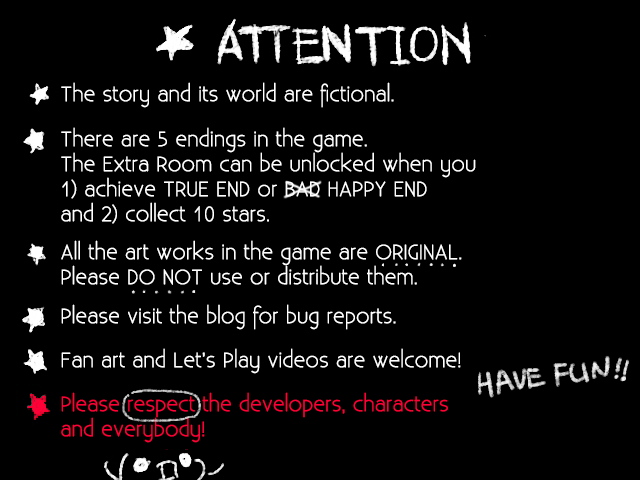 ATTENTION
The story and its world are fictional.
There are 5 endings in the game.
The Extra Room can be unlocked when you
1) achieve TRUE END or BAD HAPPY END
and 2) collect 10 stars.
All the art works in the game are ORIGINAL.
Please DO NOT use or distribute them.
Please visit the blog for bug reports.
Fan art and Let's Play videos are welcome!
HAVE FUN!!
Please respect the developers, characters
and everybody!